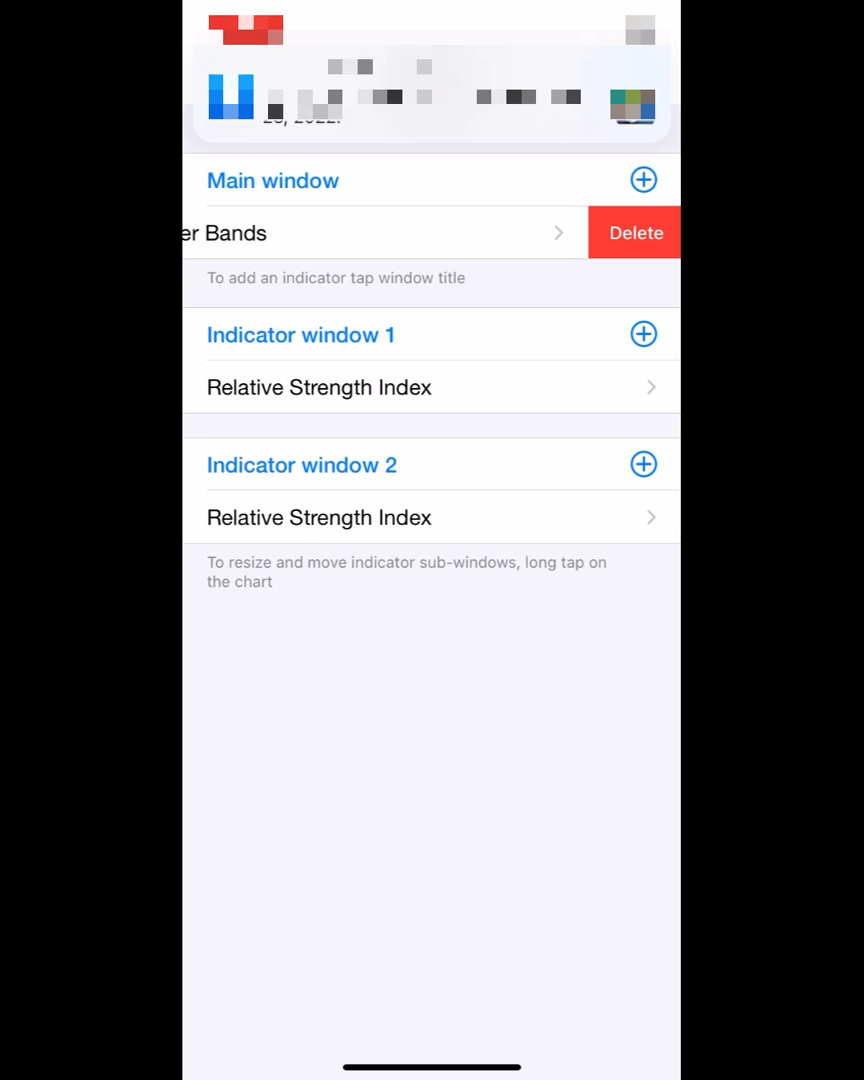 Main window
er Bands
Delete
To add an indicator tap window title
Indicator window 1
Relative Strength Index
Indicator window 2
Relative Strength Index
To resize and move indicator sub-windows, long tap on
the chart